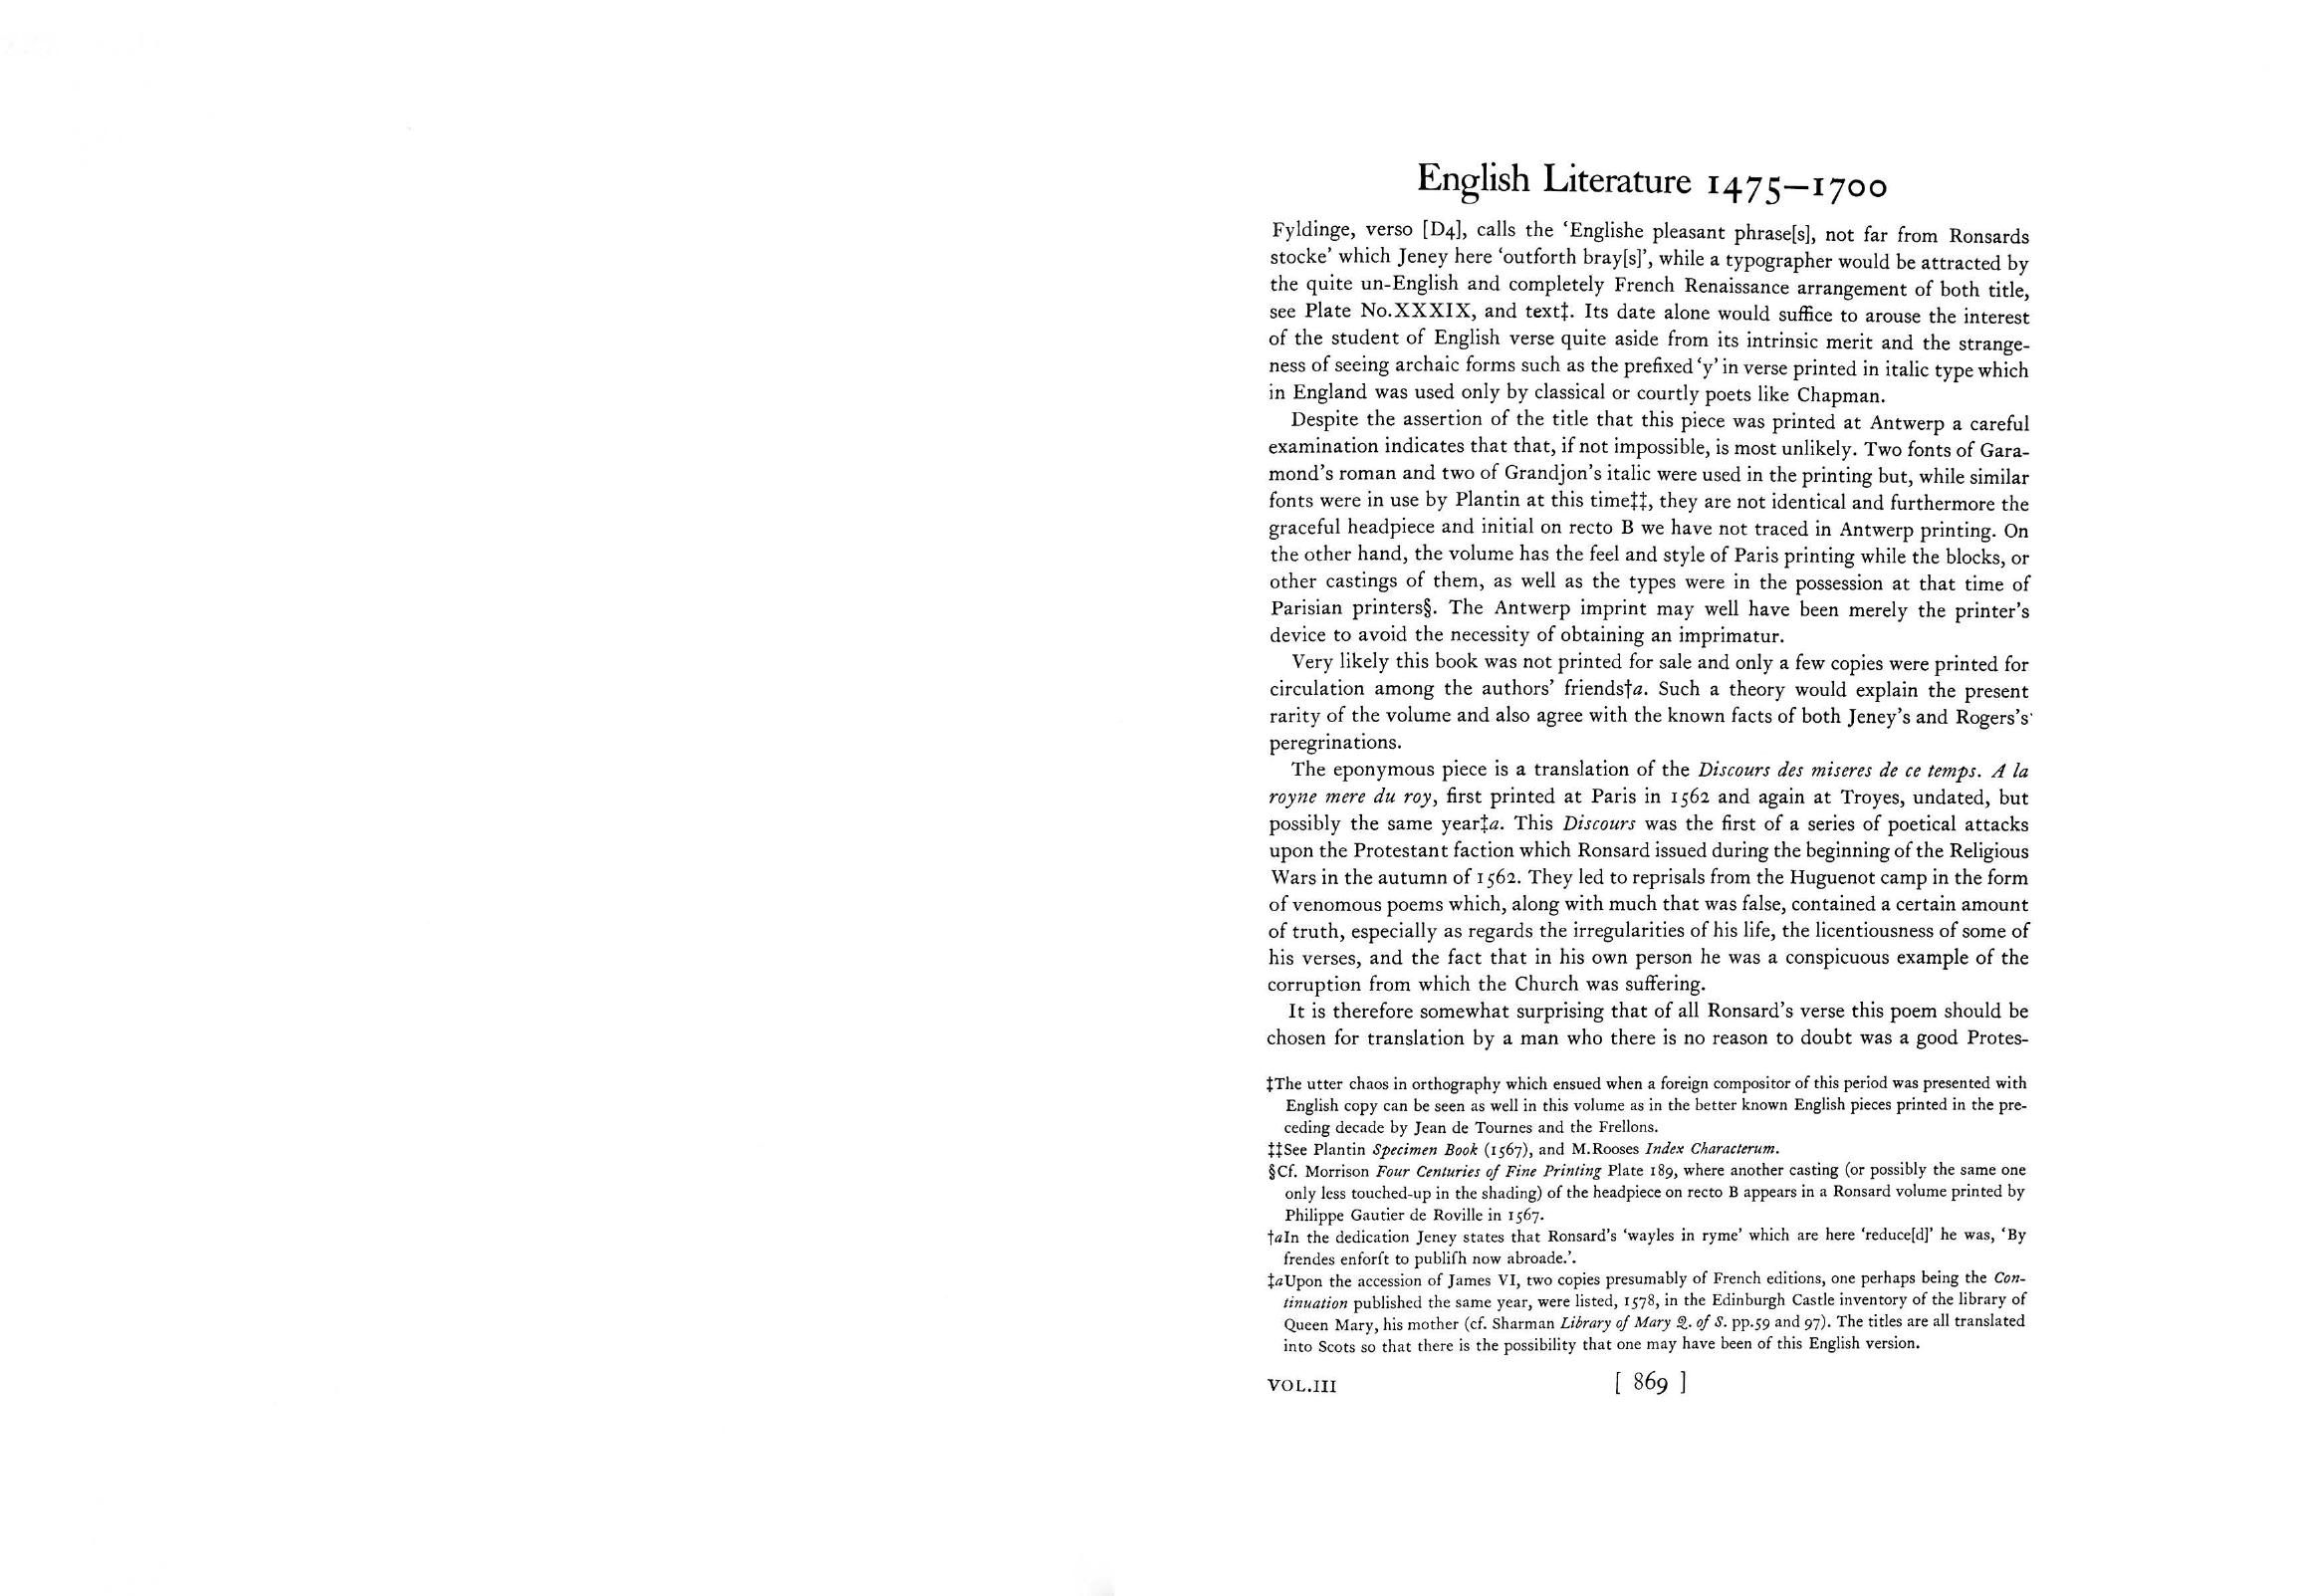 English Literature 1475–1700
Fyldinge, verso [D4], calls the ‘Englishe pleasant phrase[s], not far from Ronsards
stocke’ which Jeney here ‘outforth bray[s]’, while a typographer would be attracted by
the quite un-English and completely French Renaissance arrangement of both title,
see Plate No.XXXIX, and text‡. Its date alone would suffice to arouse the interest
of the student of English verse quite aside from its intrinsic merit and the strange-
ness of seeing archaic forms such as the prefixed ‘y’ in verse printed in italic type which
in England was used only by classical or courtly poets like Chapman.
Despite the assertion of the title that this piece was printed at Antwerp a careful
examination indicates that that, if not impossible, is most unlikely. Two fonts of Gara-
mond’s roman and two of Grandjon’s italic were used in the printing but, while similar
fonts were in use by Plantin at this time‡‡, they are not identical and furthermore the
graceful headpiece and initial on recto B we have not traced in Antwerp printing. On
the other hand, the volume has the feel and style of Paris printing while the blocks, or
other castings of them, as well as the types were in the possession at that time of
Parisian printers§. The Antwerp imprint may well have been merely the printer’s
device to avoid the necessity of obtaining an imprimatur.
Very likely this book was not printed for sale and only a few copies were printed for
circulation among the authors’ friends†a. Such a theory would explain the present
rarity of the volume and also agree with the known facts of both Jeney’s and Rogers’s
peregrinations.
The eponymous piece is a translation of the Discours des miseres de ce temps. A la
royne mere du roy, first printed at Paris in 1562 and again at Troyes, undated, but
possibly the same year‡a. This Discours was the first of a series of poetical attacks
upon the Protestant faction which Ronsard issued during the beginning of the Religious
Wars in the autumn of 1562. They led to reprisals from the Huguenot camp in the form
of venomous poems which, along with much that was false, contained a certain amount
of truth, especially as regards the irregularities of his life, the licentiousness of some of
his verses, and the fact that in his own person he was a conspicuous example of the
corruption from which the Church was suffering.
It is therefore somewhat surprising that of all Ronsard’s verse this poem should be
chosen for translation by a man who there is no reason to doubt was a good Protes-
‡The utter chaos in orthography which ensued when a foreign compositor of this period was presented with
English copy can be seen as well in this volume as in the better known English pieces printed in the pre-
ceding decade by Jean de Tournes and the Frellons.
‡‡See Plantin Specimen Book (1567), and M.Rooses Index Characterum.
§Cf. Morrison Four Centuries of Fine Printing Plate 189, where another casting (or possibly the same one
only less touched-up in the shading) of the headpiece on recto B appears in a Ronsard volume printed by
Philippe Gautier de Roville in 1567.
†aIn the dedication Jeney states that Ronsard’s ‘wayles in ryme’ which are here ‘reduce[d]’ he was, ‘By
frendes enforſt to publiſh now abroade.’.
‡aUpon the accession of James VI, two copies presumably of French editions, one perhaps being the Con-
tinuation published the same year, were listed, 1578, in the Edinburgh Castle inventory of the library of
Queen Mary, his mother (cf. Sharman Library of Mary Q. of S. pp.59 and 97). The titles are all translated
into Scots so that there is the possibility that one may have been of this English version.
VOL.III [ 869 ]